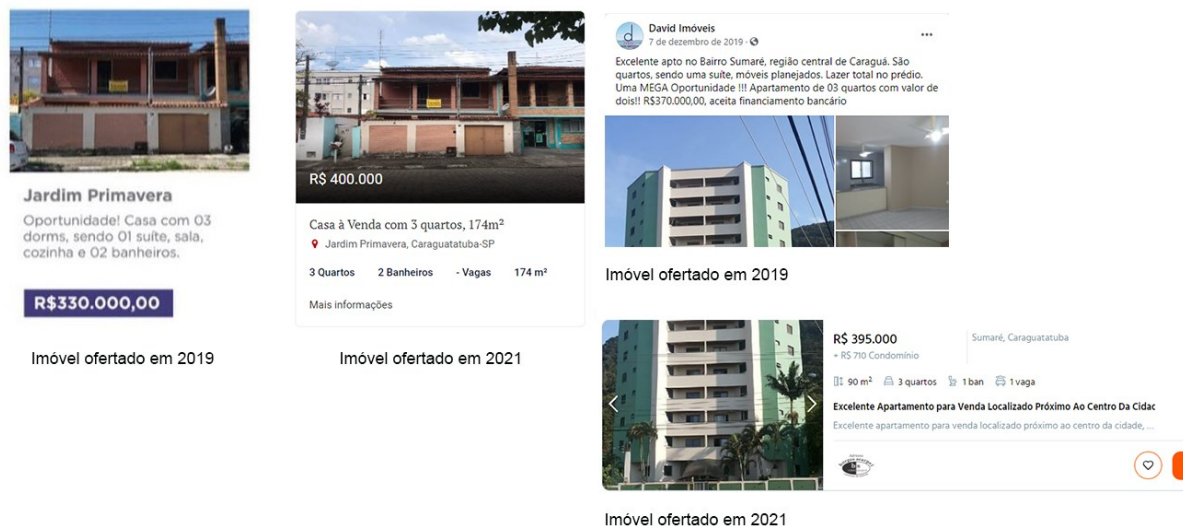 Jardim Primavera
Oportunidade! Casa com 03
dorms, sendo 01 suíte, sala,
cozinha e 02 banheiros.
R$330.000,00
Imóvel ofertado em 2019
R$ 400.000
Casa à Venda com 3 quartos, 174m²
Jardim Primavera, Caraguatatuba-SP
3 Quartos 2 Banheiros - Vagas 174 m²
Mais informações
Imóvel ofertado em 2021
David Imóveis
7 de dezembro de 2019 ·
Excelente apto no Bairro Sumaré, região central de Caraguá. São
quartos, sendo uma suíte, móveis planejados. Lazer total no prédio.
Uma MEGA Oportunidade !!! Apartamento de 03 quartos com valor de
dois!! R$370.000,00, aceita financiamento bancário
Imóvel ofertado em 2019
R$ 395.000
+ R$ 710 Condomínio
Sumaré, Caraguatatuba
90 m² 3 quartos 1 ban 1 vaga
Excelente Apartamento para Venda Localizado Próximo Ao Centro Da Cidac
Excelente apartamento para venda localizado próximo ao centro da cidade, ...
Imóvel ofertado em 2021